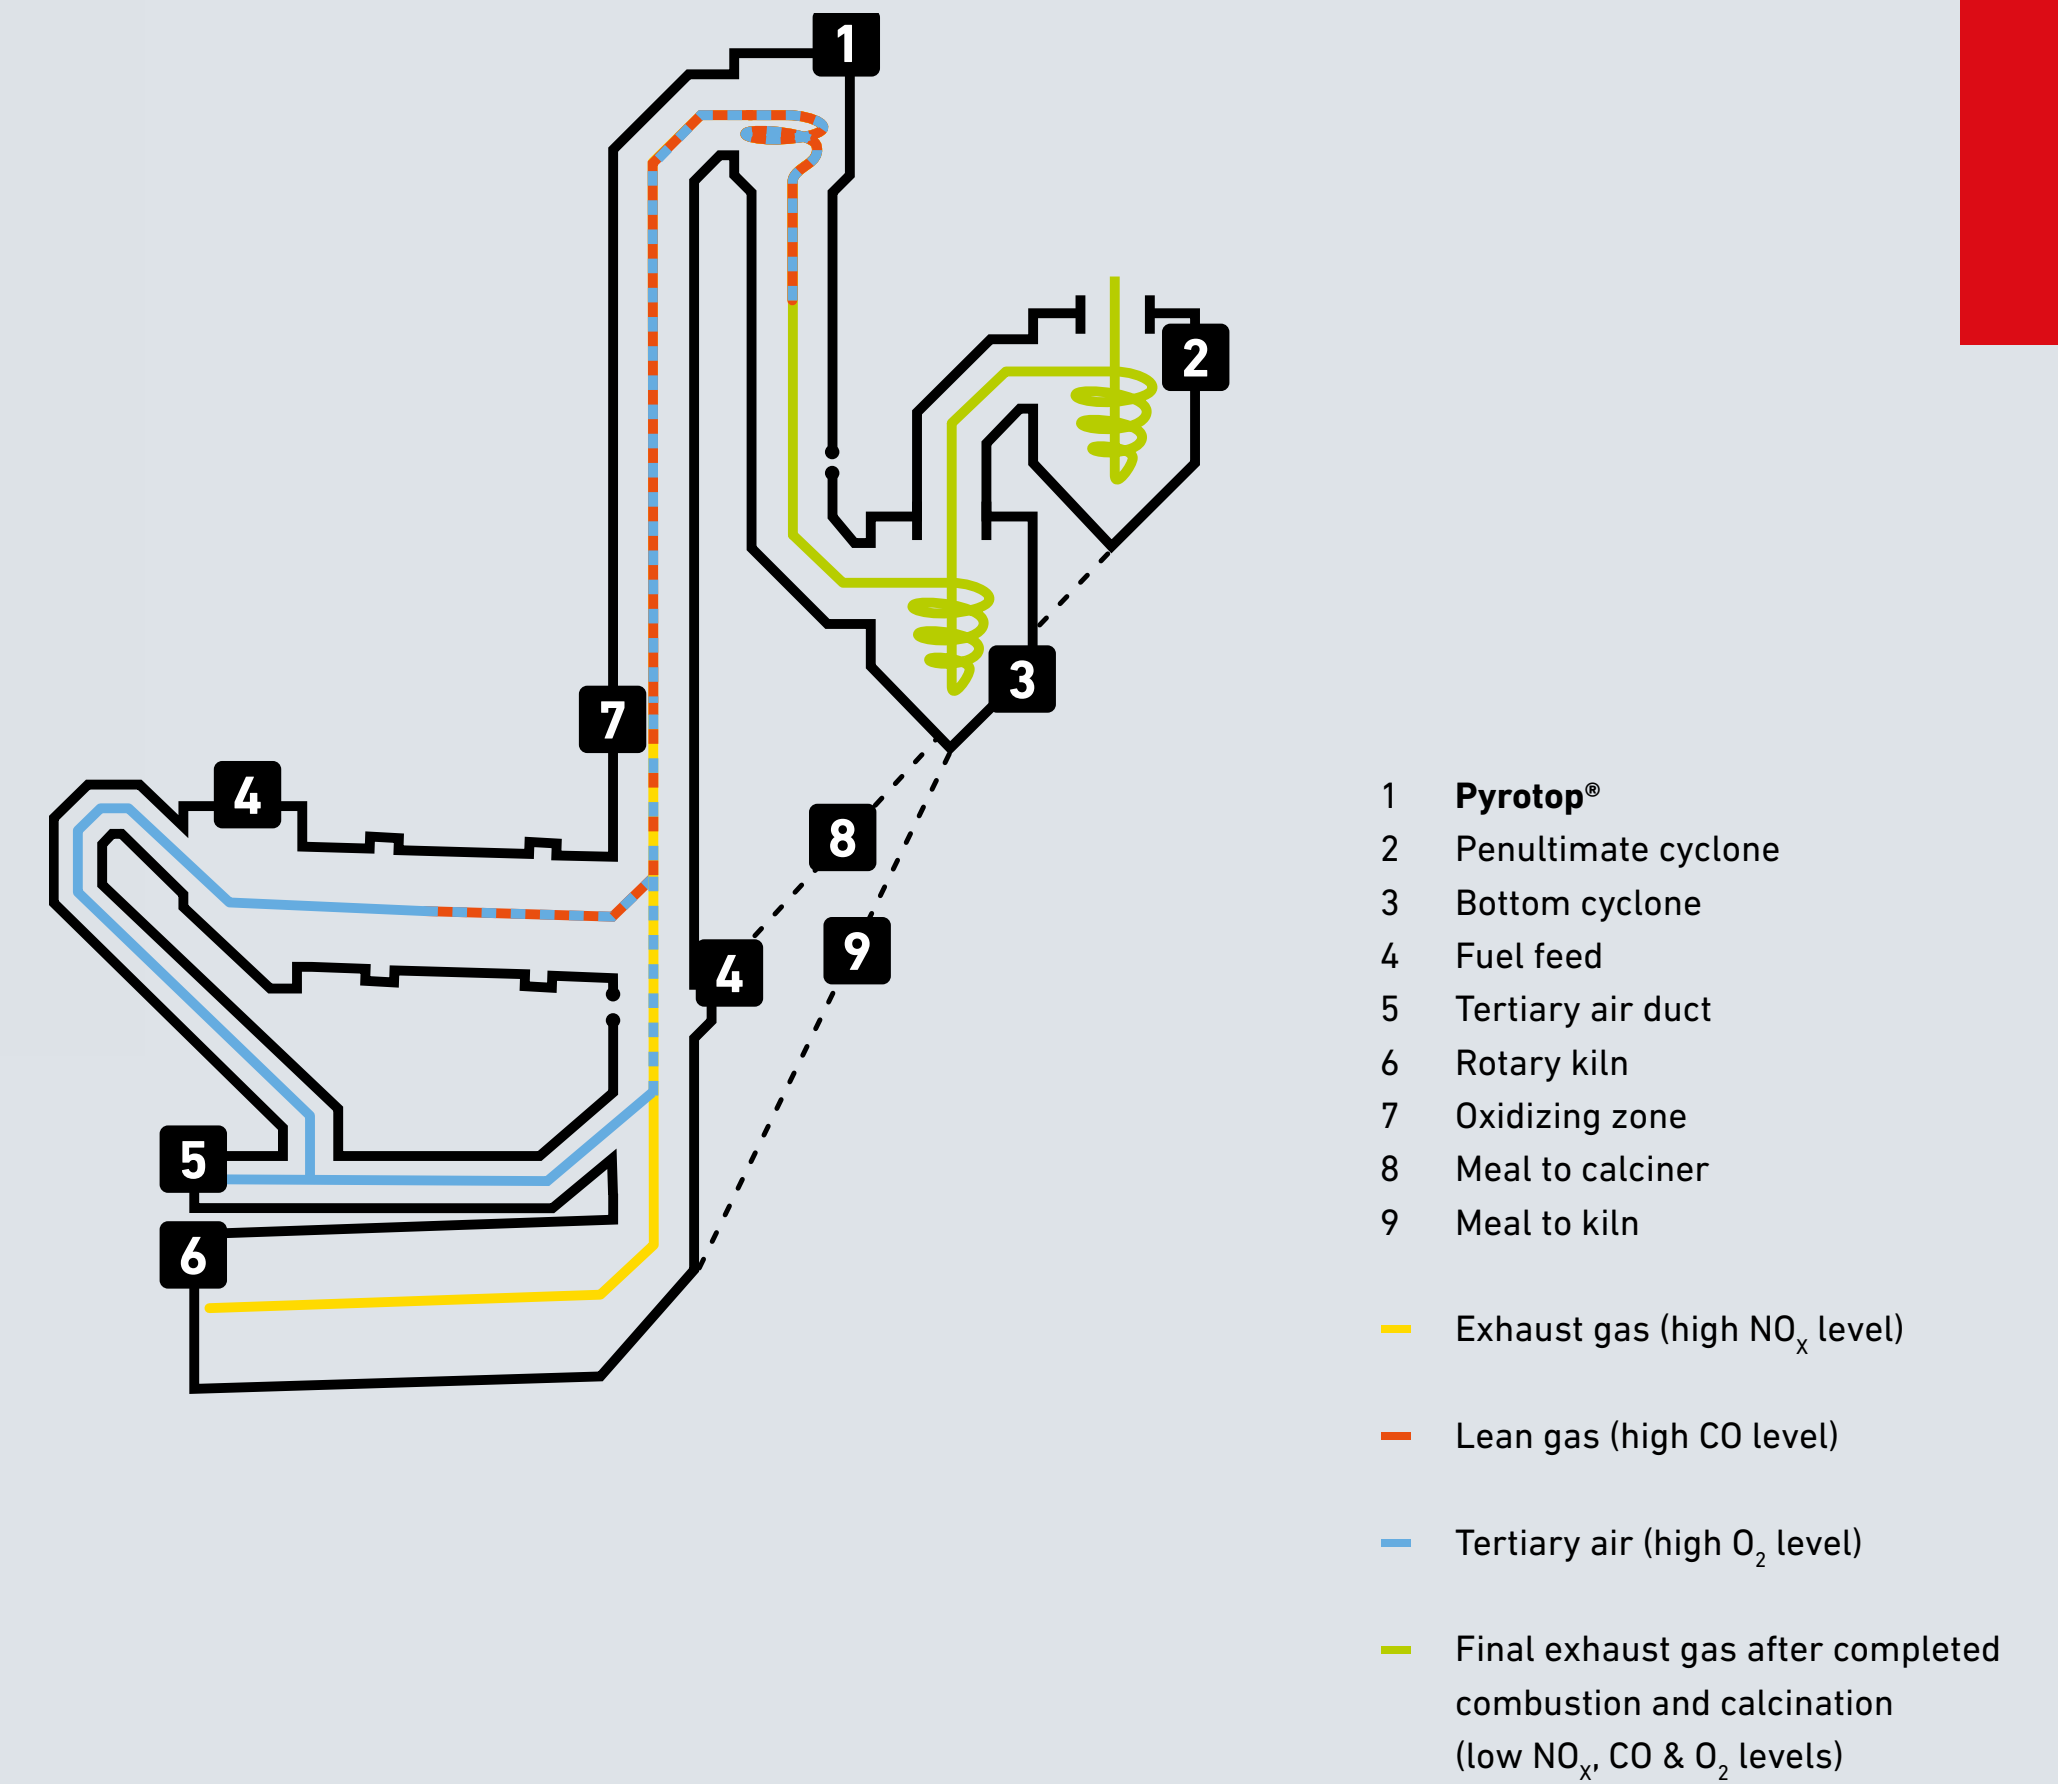 1
2
3
7
4
8
4
9
5
6
1 Pyrotop®
2 Penultimate cyclone
3 Bottom cyclone
4 Fuel feed
5 Tertiary air duct
6 Rotary kiln
7 Oxidizing zone
8 Meal to calciner
9 Meal to kiln
Exhaust gas (high NOₓ level)
Lean gas (high CO level)
Tertiary air (high O₂ level)
Final exhaust gas after completed
combustion and calcination
(low NOₓ, CO & O₂ levels)